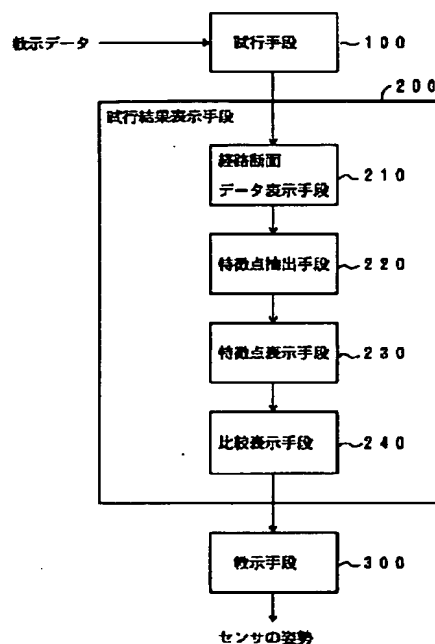 教示データ
試行手段
100
200
試行結果表示手段
経路断面
データ表示手段
210
特徴点抽出手段
220
特徴点表示手段
230
比較表示手段
240
教示手段
300
センサの姿勢